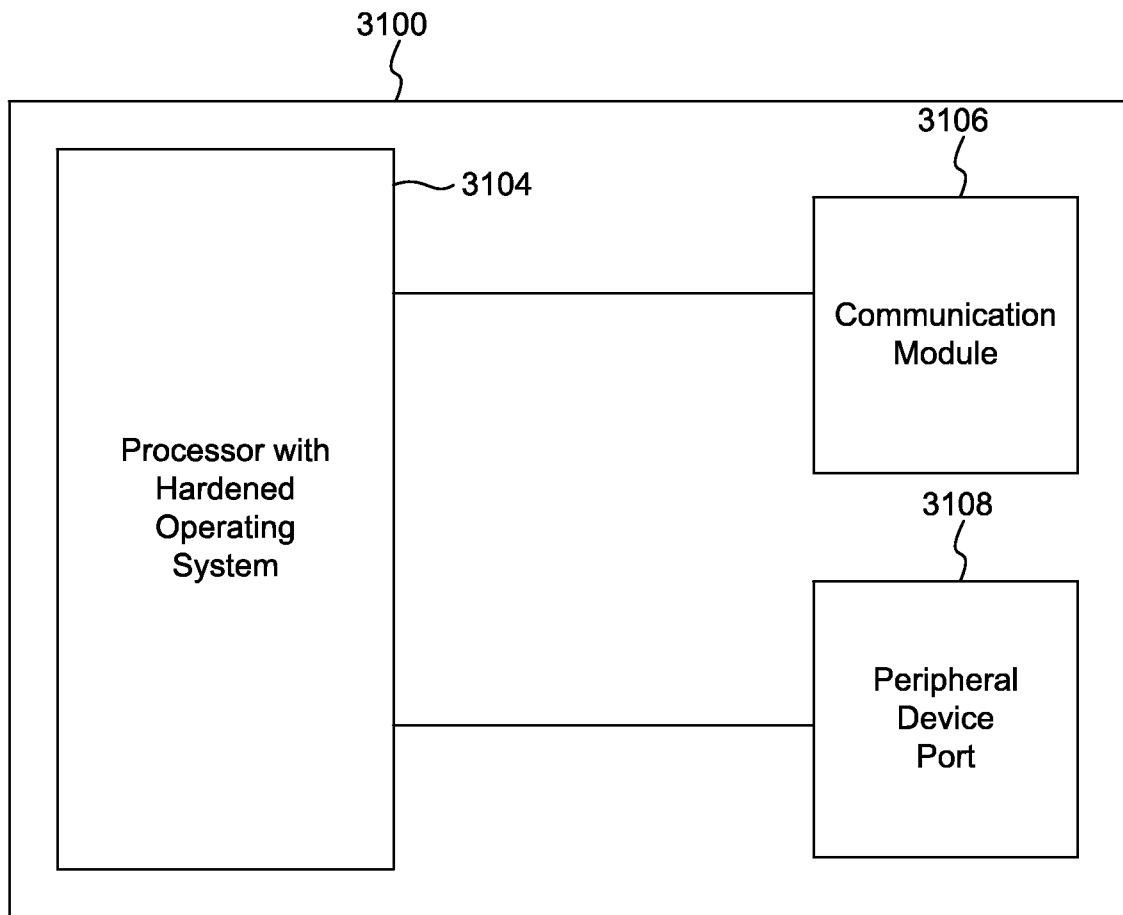 3100
3106
3104
Communication
Module
Processor with
Hardened
Operating
System
3108
Peripheral
Device
Port